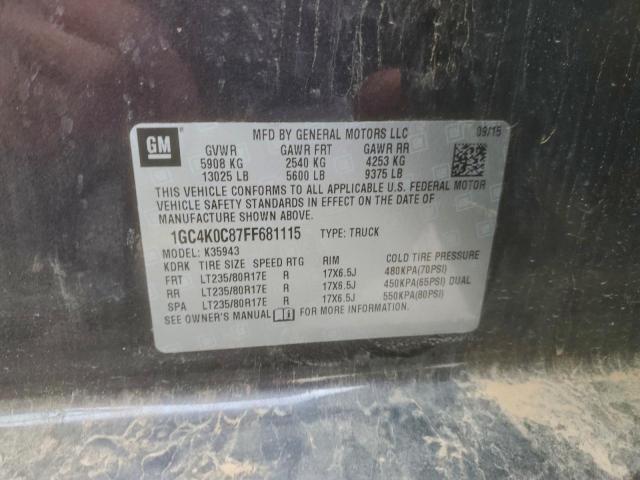 GM
MFD BY GENERAL MOTORS LLC 09/15
GVWR GAWR FRT GAWR RR
5908 KG 2540 KG 4253 KG
13025 LB 5600 LB 9375 LB
THIS VEHICLE CONFORMS TO ALL APPLICABLE U.S. FEDERAL MOTOR
VEHICLE SAFETY STANDARDS IN EFFECT ON THE DATE OF
MANUFACTURE SHOWN ABOVE.
1GC4K0C87FF681115 TYPE: TRUCK
MODEL: K35943
KDRK TIRE SIZE SPEED RTG RIM COLD TIRE PRESSURE
FRT LT235/80R17E R 17X6.5J 480KPA(70PSI)
RR LT235/80R17E R 17X6.5J 450KPA(65PSI) DUAL
SPA LT235/80R17E R 17X6.5J 550KPA(80PSI)
SEE OWNER'S MANUAL FOR MORE INFORMATION.